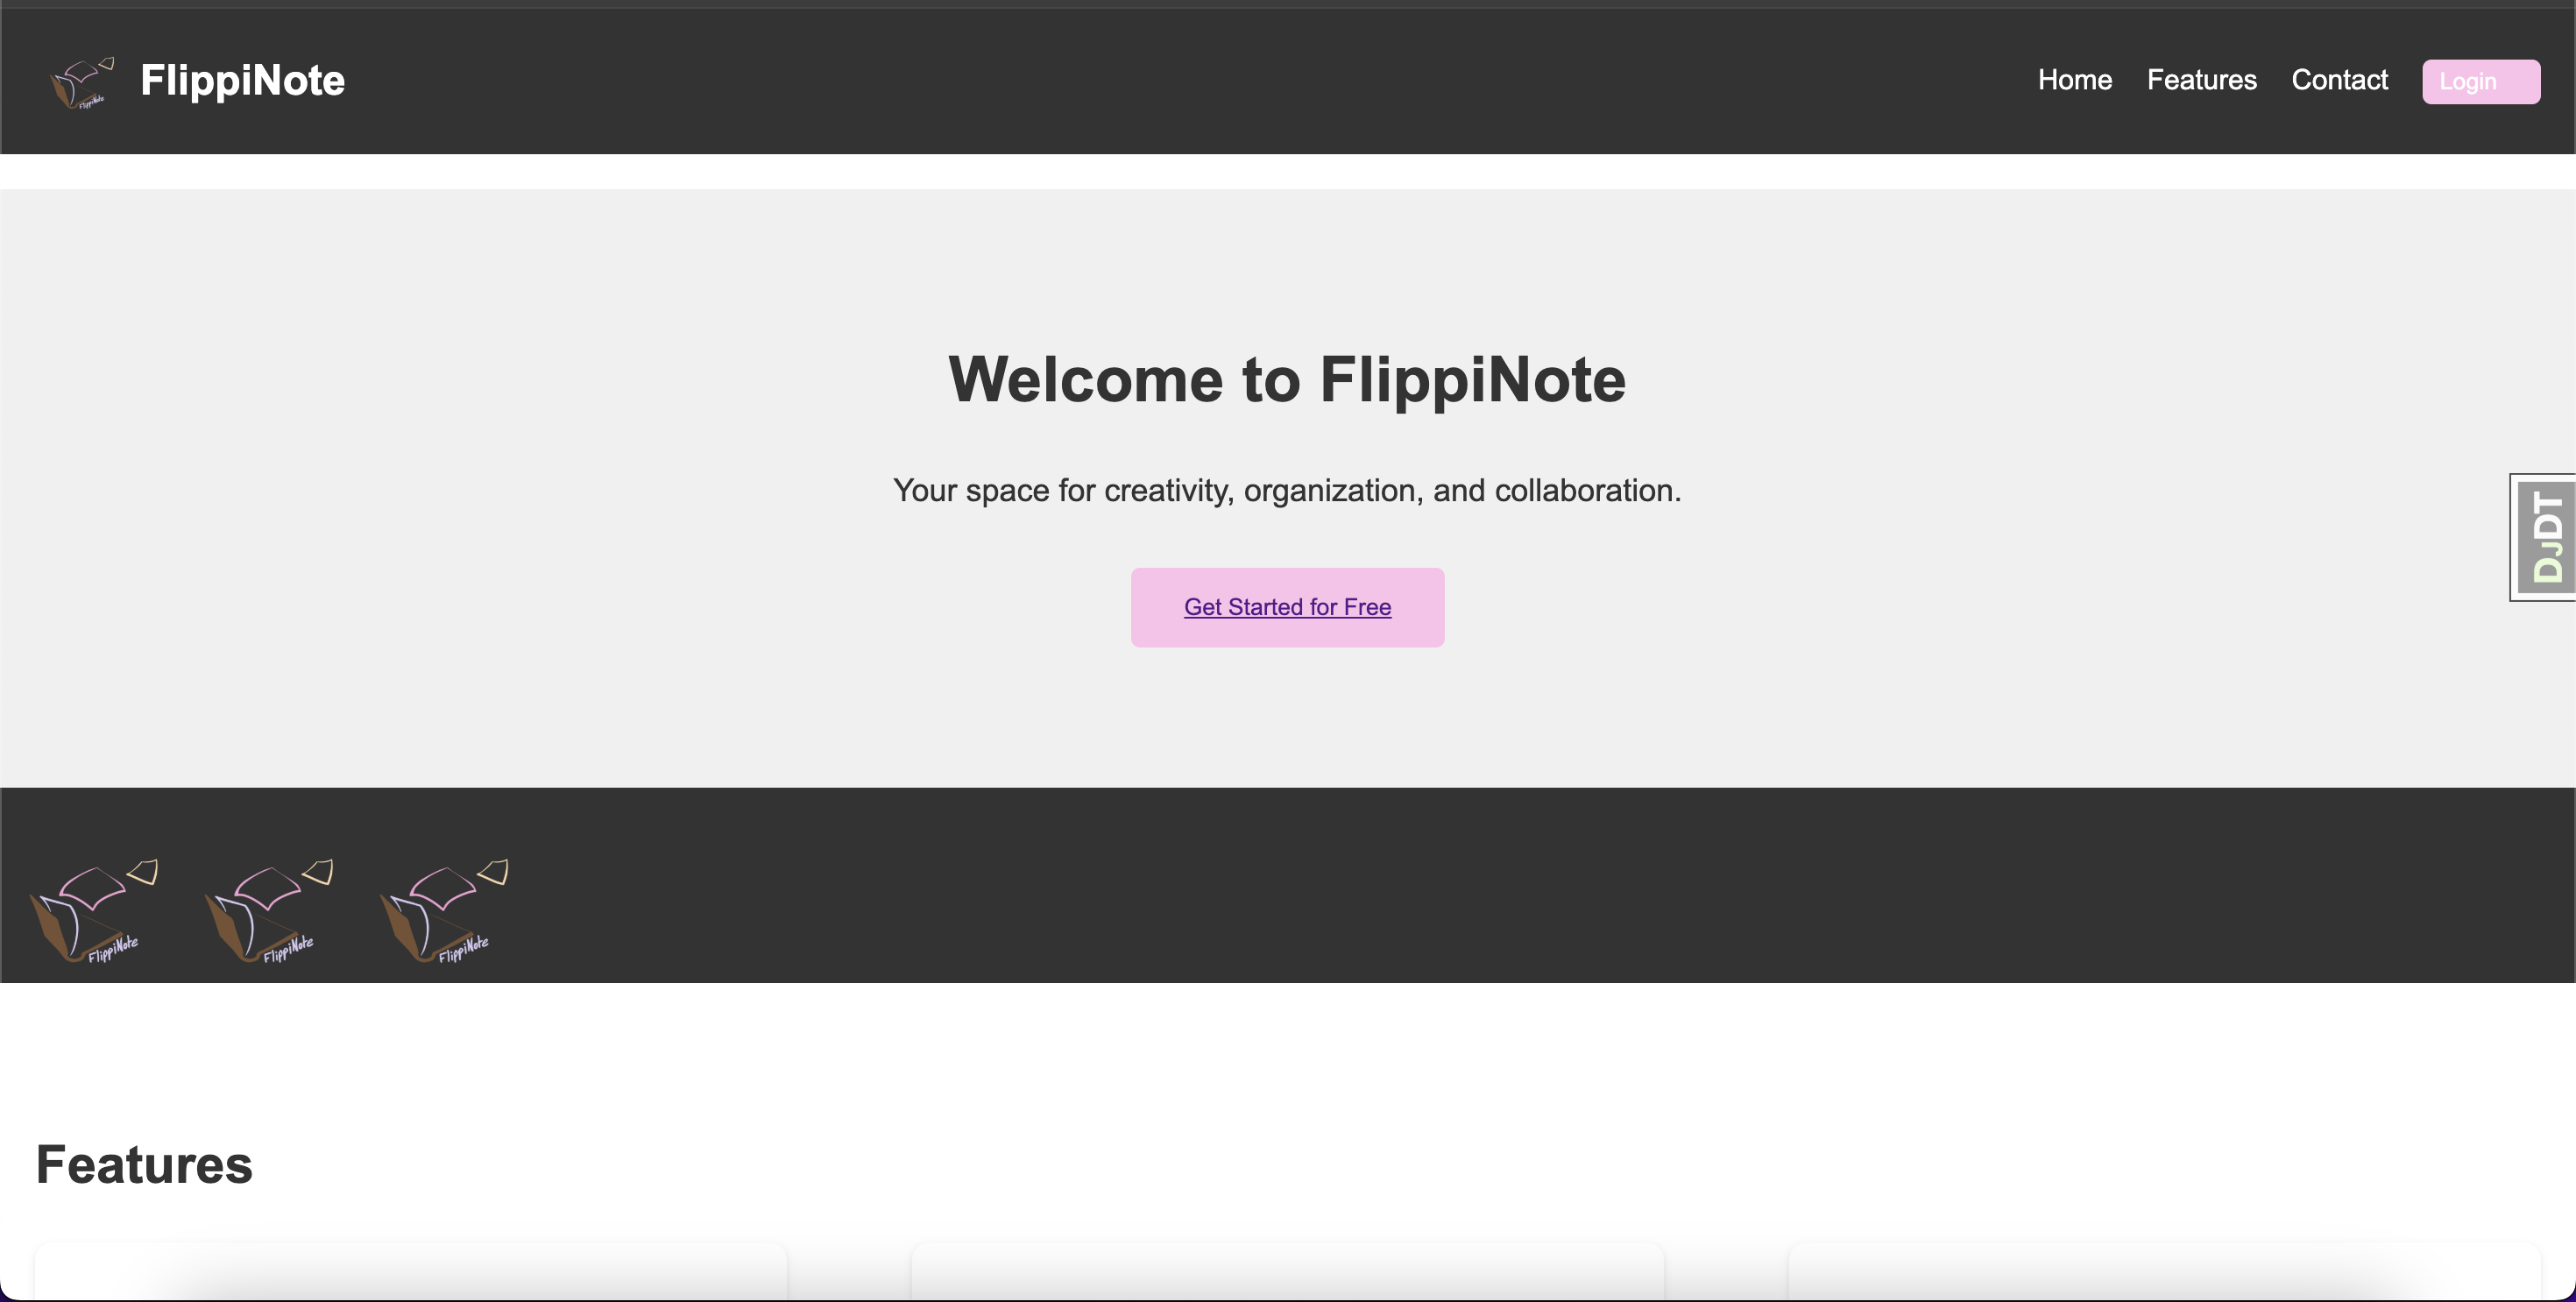 FlippiNote
FlippiNote
Home
Features
Contact
Login
Welcome to FlippiNote
Your space for creativity, organization, and collaboration.
Get Started for Free
DJDT
FlippiNote
FlippiNote
FlippiNote
Features